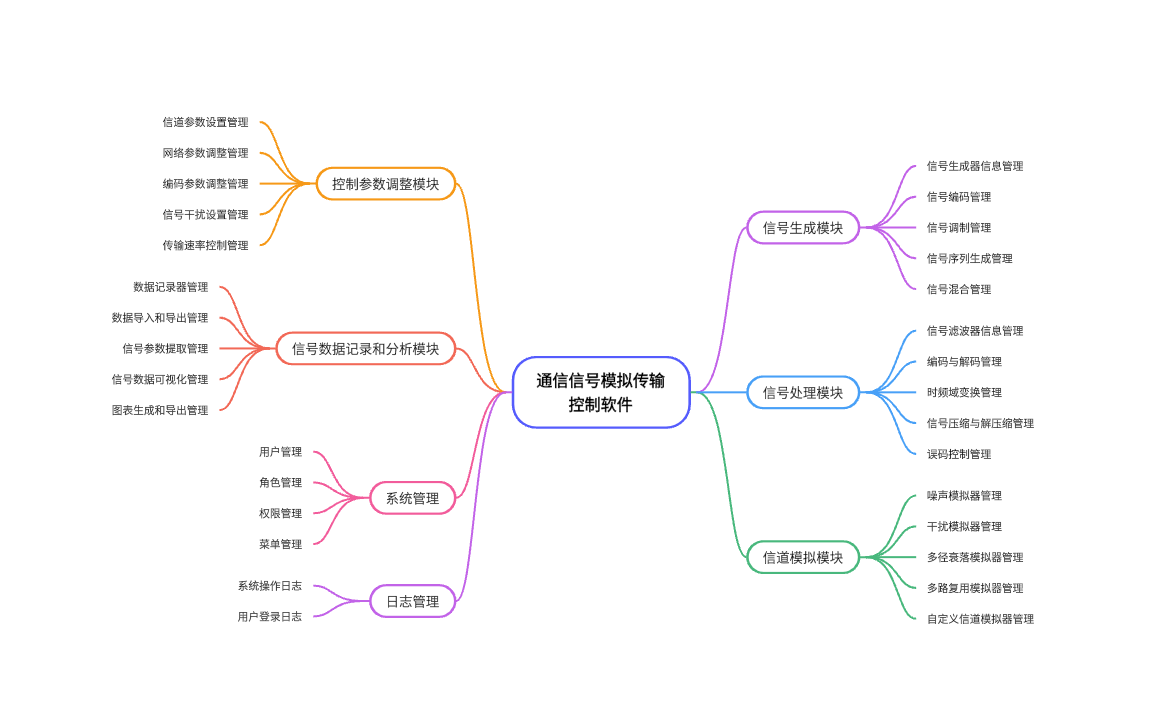 通信信号模拟传输
控制软件
信号生成模块
信号生成器信息管理
信号编码管理
信号调制管理
信号序列生成管理
信号混合管理
信号处理模块
信号滤波器信息管理
编码与解码管理
时频域变换管理
信号压缩与解压缩管理
误码控制管理
信道模拟模块
噪声模拟器管理
干扰模拟器管理
多径衰落模拟器管理
多路复用模拟器管理
自定义信道模拟器管理
控制参数调整模块
信道参数设置管理
网络参数调整管理
编码参数调整管理
信号干扰设置管理
传输速率控制管理
信号数据记录和分析模块
数据记录器管理
数据导入和导出管理
信号参数提取管理
信号数据可视化管理
图表生成和导出管理
系统管理
用户管理
角色管理
权限管理
菜单管理
日志管理
系统操作日志
用户登录日志